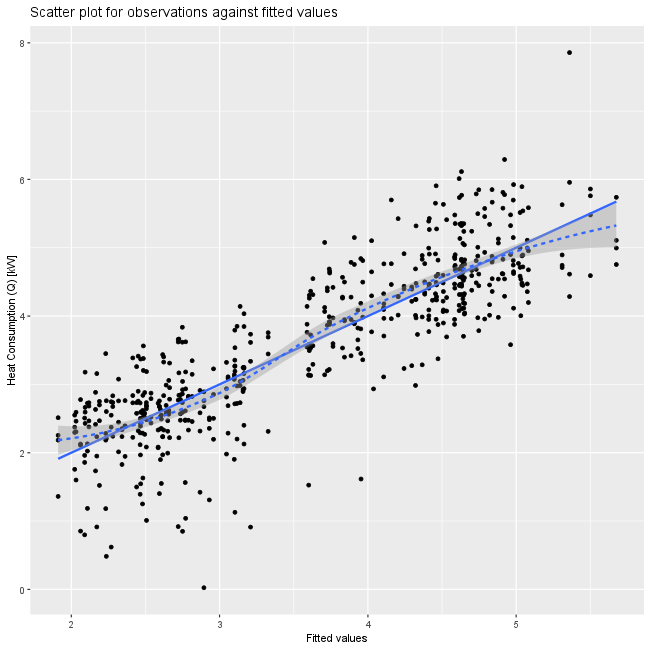 Scatter plot for observations against fitted values
8
6
4
2
0
Heat Consumption (Q) [kW]
2 3 4 5
Fitted values